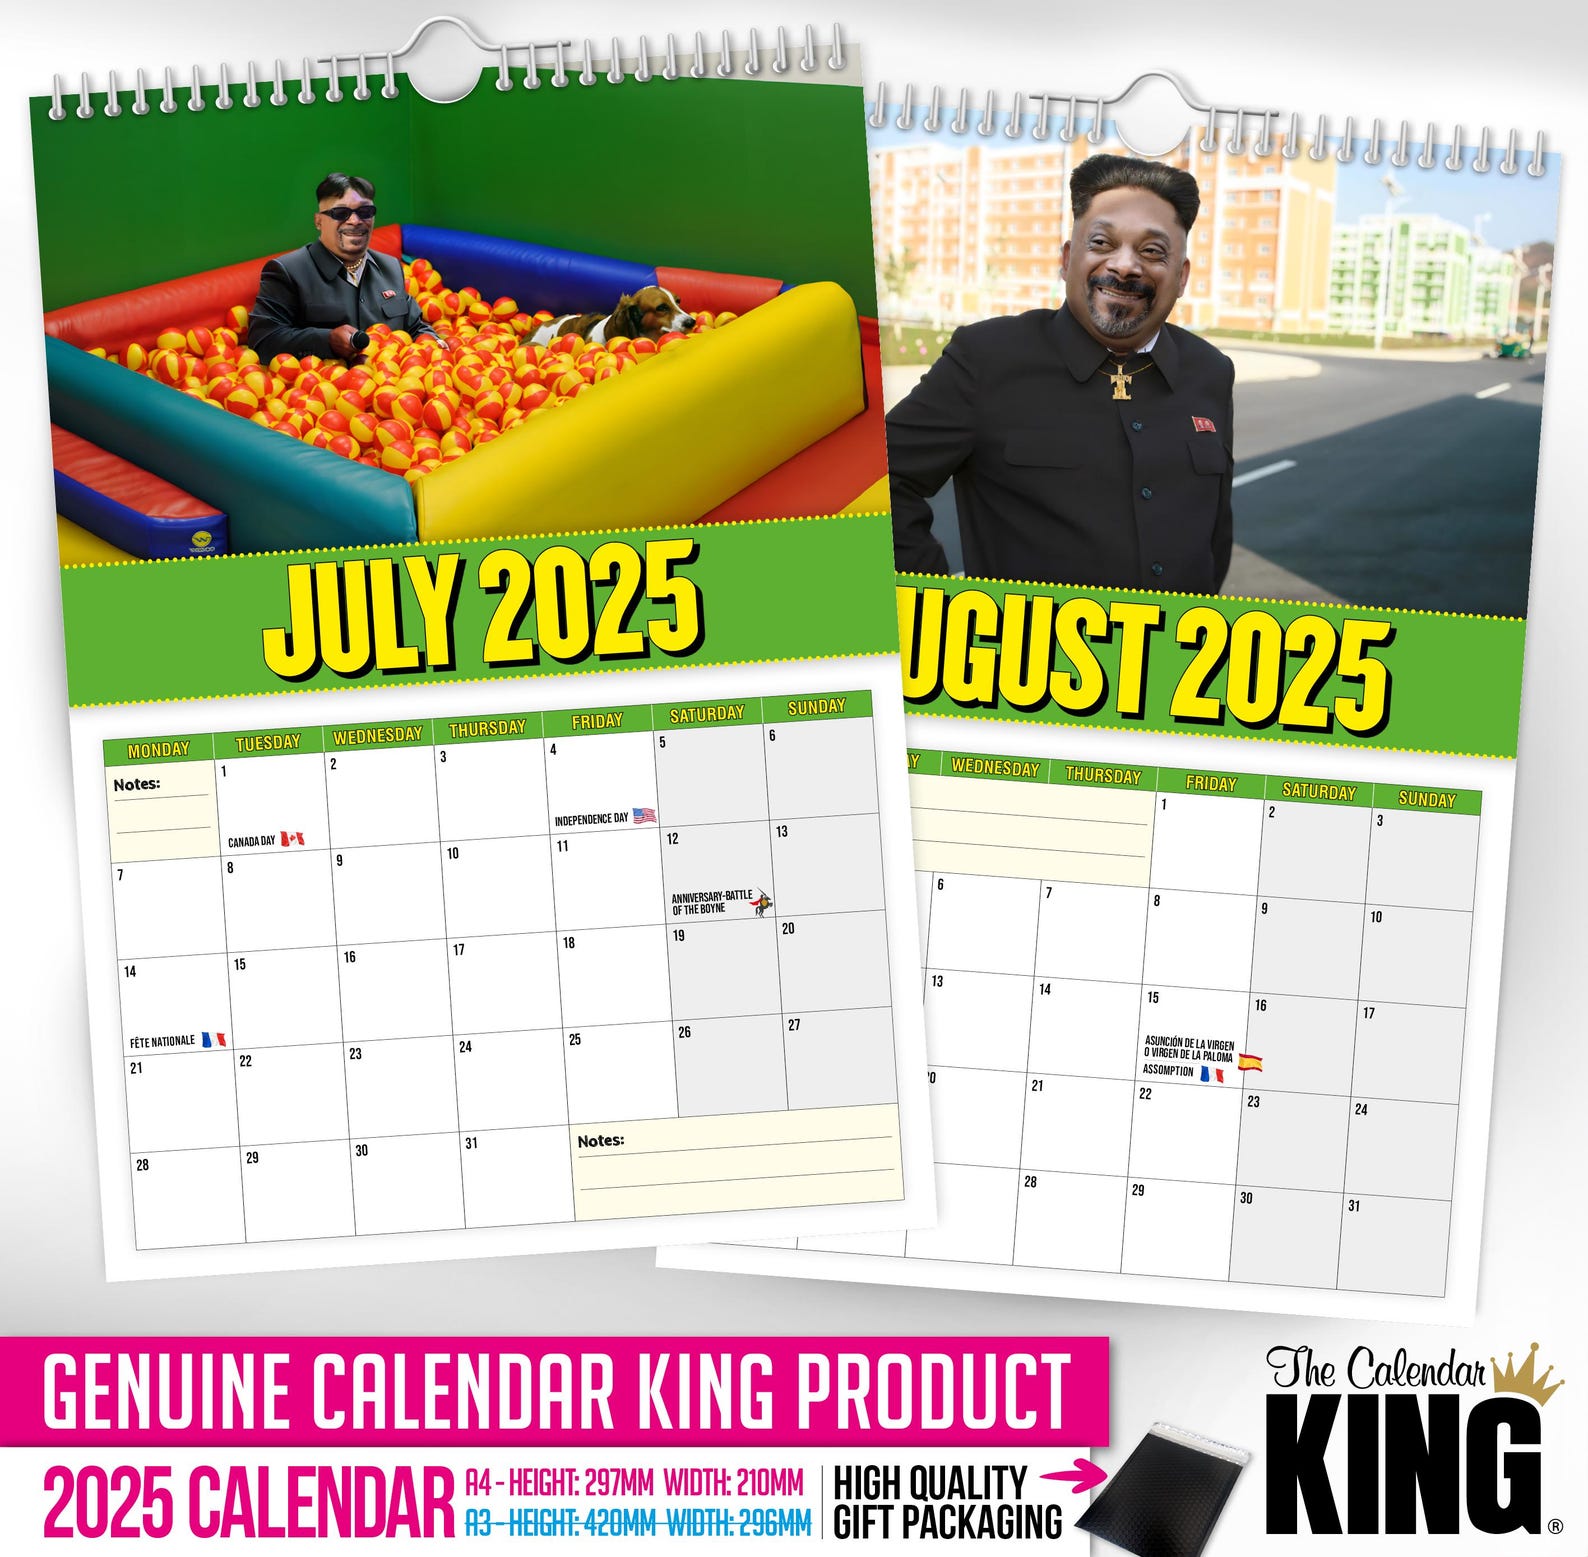 JULY 2025
MONDAY TUESDAY WEDNESDAY THURSDAY FRIDAY SATURDAY SUNDAY
Notes: 1 2 3 4 5 6
CANADA DAY
INDEPENDENCE DAY
7 8 9 10 11 12 13
ANNIVERSARY-BATTLE
OF THE BOYNE
14 15 16 17 18 19 20
FÊTE NATIONALE
21 22 23 24 25 26 27
28 29 30 31 Notes:
UGUST 2025
AY WEDNESDAY THURSDAY FRIDAY SATURDAY SUNDAY
1 2 3
6 7 8 9 10
13 14 15 16 17
ASUNCIÓN DE LA VIRGEN
O VIRGEN DE LA PALOMA
ASSOMPTION
20 21 22 23 24
28 29 30 31
GENUINE CALENDAR KING PRODUCT
2025 CALENDAR
A4 - HEIGHT: 297MM WIDTH: 210MM
A3 - HEIGHT: 420MM WIDTH: 296MM
HIGH QUALITY
GIFT PACKAGING
The Calendar
KING®